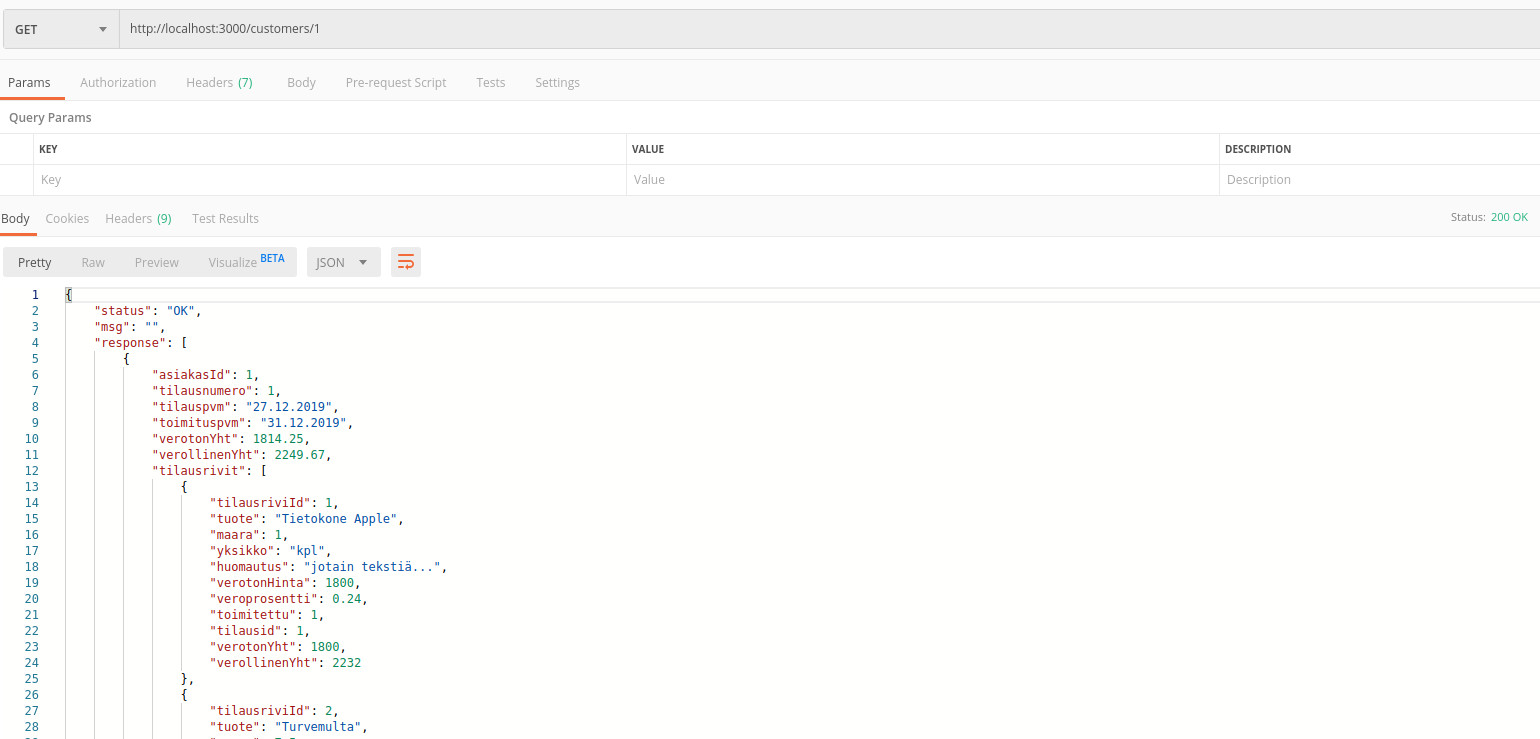 GET http://localhost:3000/customers/1
Params Authorization Headers (7) Body Pre-request Script Tests Settings
Query Params
KEY VALUE DESCRIPTION
Key Value Description
Body Cookies Headers (9) Test Results Status: 200 OK
Pretty Raw Preview Visualize BETA JSON
1 {
2 "status": "OK",
3 "msg": "",
4 "response": [
5 {
6 "asiakasId": 1,
7 "tilausnumero": 1,
8 "tilauspvm": "27.12.2019",
9 "toimituspvm": "31.12.2019",
10 "verotonYht": 1814.25,
11 "verollinenYht": 2249.67,
12 "tilausrivit": [
13 {
14 "tilausriviId": 1,
15 "tuote": "Tietokone Apple",
16 "maara": 1,
17 "yksikko": "kpl",
18 "huomautus": "jotain tekstiä...",
19 "verotonHinta": 1800,
20 "veroprosentti": 0.24,
21 "toimitettu": 1,
22 "tilausid": 1,
23 "verotonYht": 1800,
24 "verollinenYht": 2232
25 },
26 {
27 "tilausriviId": 2,
28 "tuote": "Turvemulta",